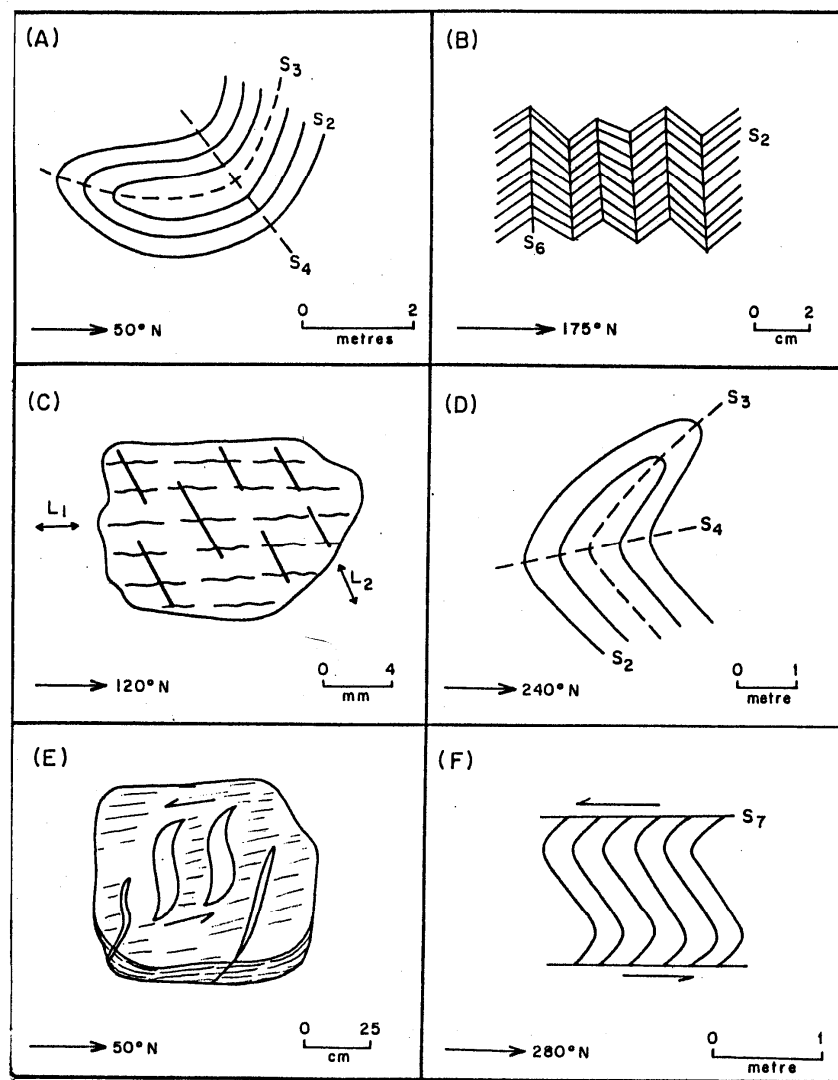 (A)
S3
S2
S4
50° N
0 2
metres
(B)
S2
S6
175° N
0 2
cm
(C)
L1
L2
120° N
0 4
mm
(D)
S3
S4
S2
240° N
0 1
metre
(E)
50° N
0 25
cm
(F)
S7
280° N
0 1
metre